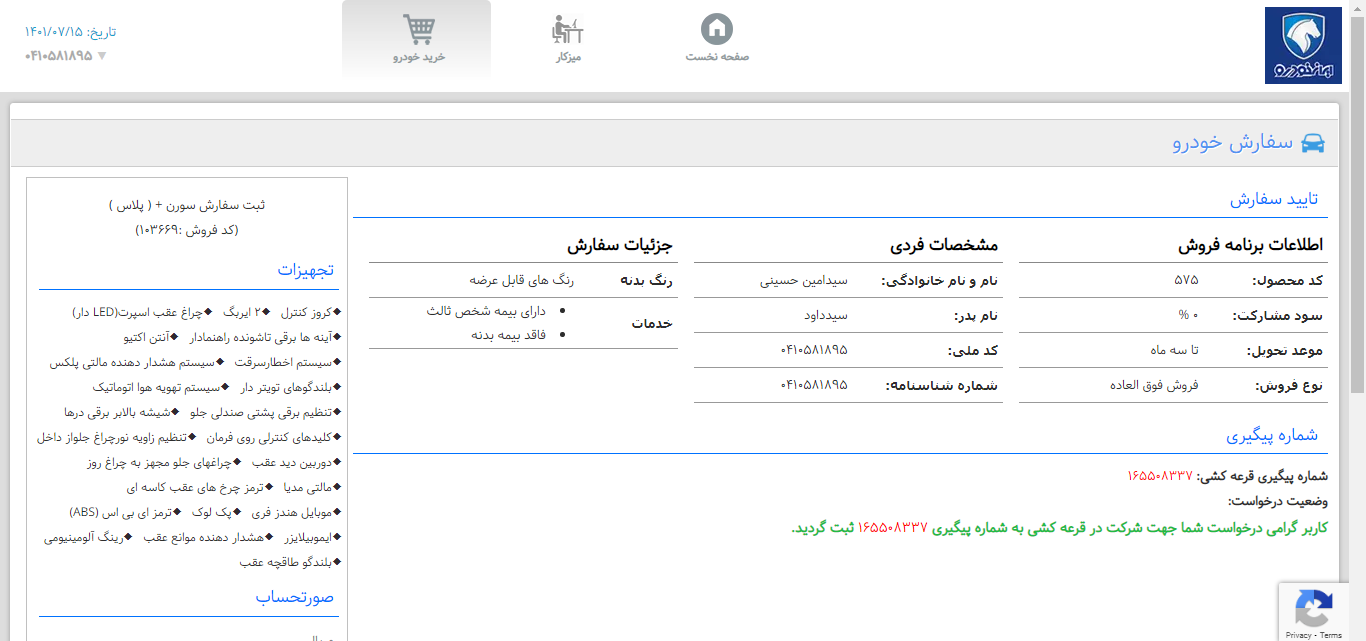 ایران‌خودرو
صفحه نخست
میزکار
خرید خودرو
تاریخ: ۱۴۰۱/۰۷/۱۵
۰۴۱۰۵۸۱۸۹۵
سفارش خودرو
تایید سفارش
اطلاعات برنامه فروش
کد محصول: ۵۷۵
سود مشارکت: ۰ %
موعد تحویل: تا سه ماه
نوع فروش: فروش فوق العاده
مشخصات فردی
نام و نام خانوادگی: سیدامین حسینی
نام پدر: سیدداود
کد ملی: ۰۴۱۰۵۸۱۸۹۵
شماره شناسنامه: ۰۴۱۰۵۸۱۸۹۵
جزئیات سفارش
رنگ بدنه رنگ های قابل عرضه
خدمات
• دارای بیمه شخص ثالث
• فاقد بیمه بدنه
شماره پیگیری
شماره پیگیری قرعه کشی: ۱۶۵۵۰۸۳۳۷
وضعیت درخواست:
کاربر گرامی درخواست شما جهت شرکت در قرعه کشی به شماره پیگیری ۱۶۵۵۰۸۳۳۷ ثبت گردید.
ثبت سفارش سورن + ( پلاس )
(کد فروش :۱۰۳۶۶۹)
تجهیزات
◆کروز کنترل ◆۲ ایربگ ◆چراغ عقب اسپرت(LED دار)
◆آینه ها برقی تاشونده راهنمادار ◆آنتن اکتیو
◆سیستم اخطارسرقت ◆سیستم هشدار دهنده مالتی پلکس
◆بلندگوهای تویتر دار ◆سیستم تهویه هوا اتوماتیک
◆تنظیم برقی پشتی صندلی جلو ◆شیشه بالابر برقی درها
◆کلیدهای کنترلی روی فرمان ◆تنظیم زاویه نورچراغ جلواز داخل
◆دوربین دید عقب ◆چراغهای جلو مجهز به چراغ روز
◆مالتی مدیا ◆ترمز چرخ های عقب کاسه ای
◆موبایل هندز فری ◆پک لوک ◆ترمز ای بی اس (ABS)
◆ایموبیلایزر ◆هشدار دهنده موانع عقب ◆رینگ آلومینیومی
◆بلندگو طاقچه عقب
صورتحساب
Privacy - Terms